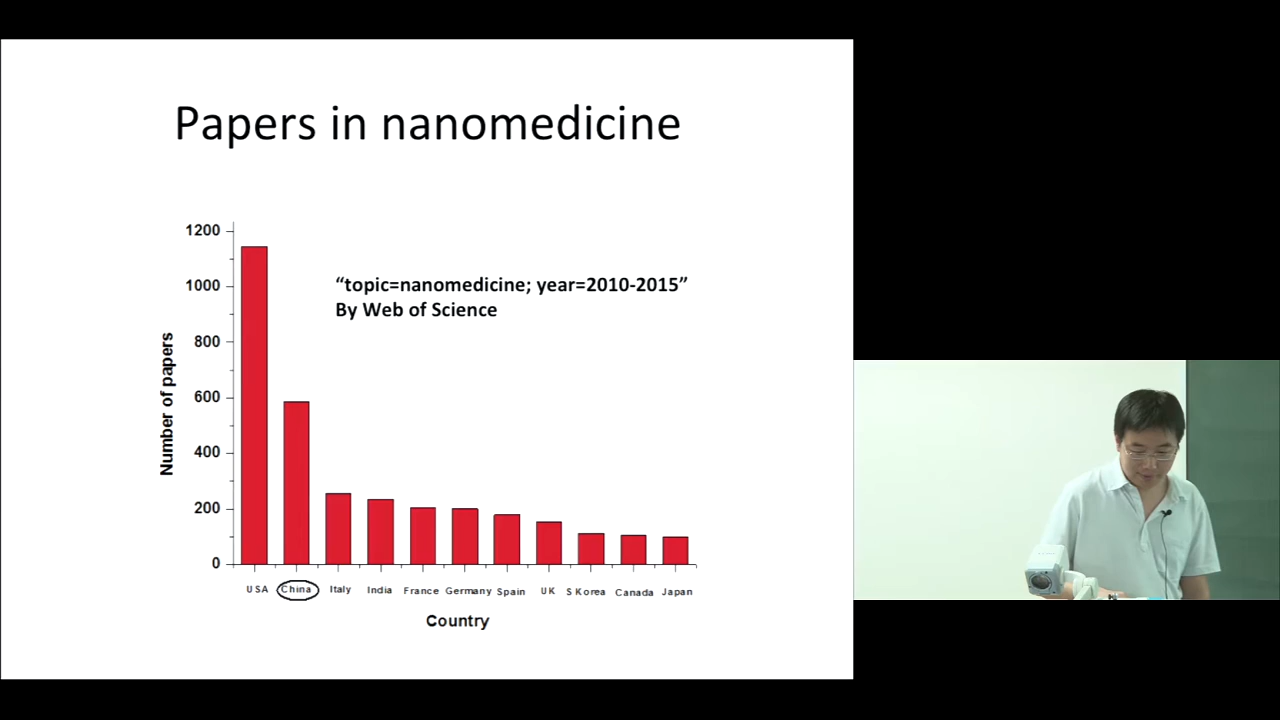 Papers in nanomedicine
“topic=nanomedicine; year=2010-2015”
By Web of Science
Number of papers
1200
1000
800
600
400
200
0
USA China Italy India France Germany Spain UK S Korea Canada Japan
Country